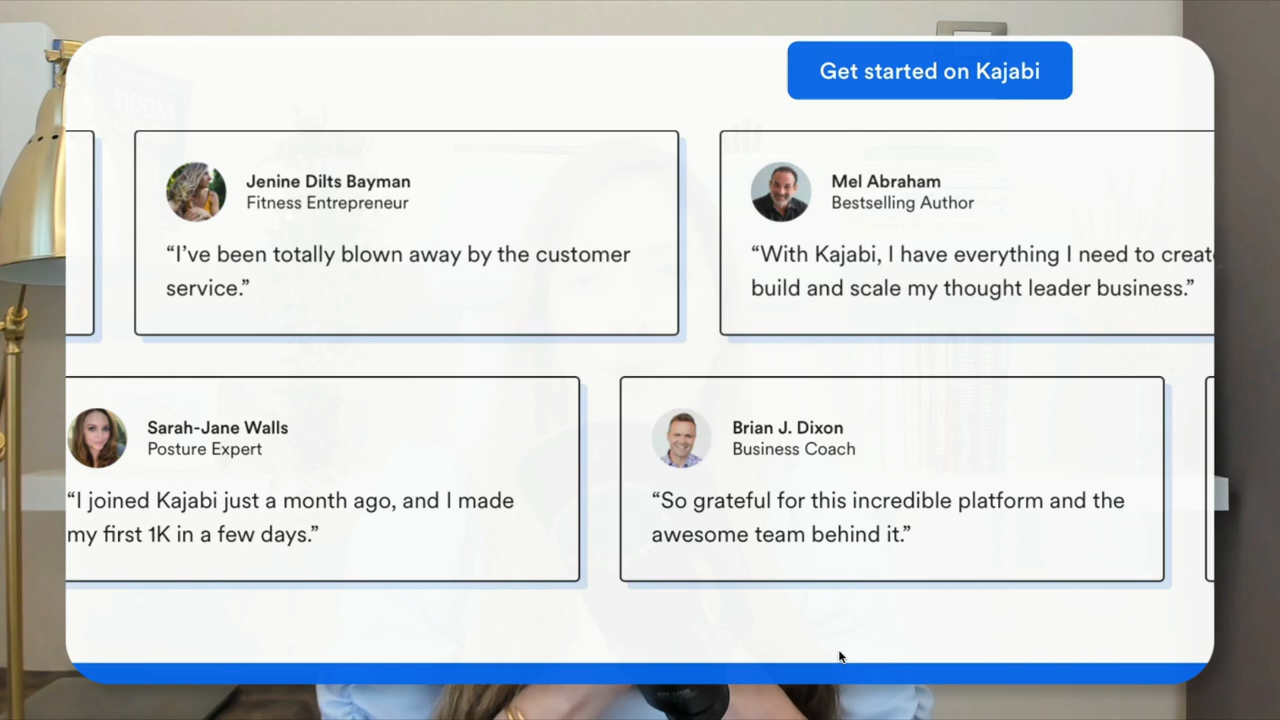 Get started on Kajabi
Jenine Dilts Bayman
Fitness Entrepreneur
“I’ve been totally blown away by the customer
service.”
Mel Abraham
Bestselling Author
“With Kajabi, I have everything I need to create
build and scale my thought leader business.”
Sarah-Jane Walls
Posture Expert
“I joined Kajabi just a month ago, and I made
my first 1K in a few days.”
Brian J. Dixon
Business Coach
“So grateful for this incredible platform and the
awesome team behind it.”